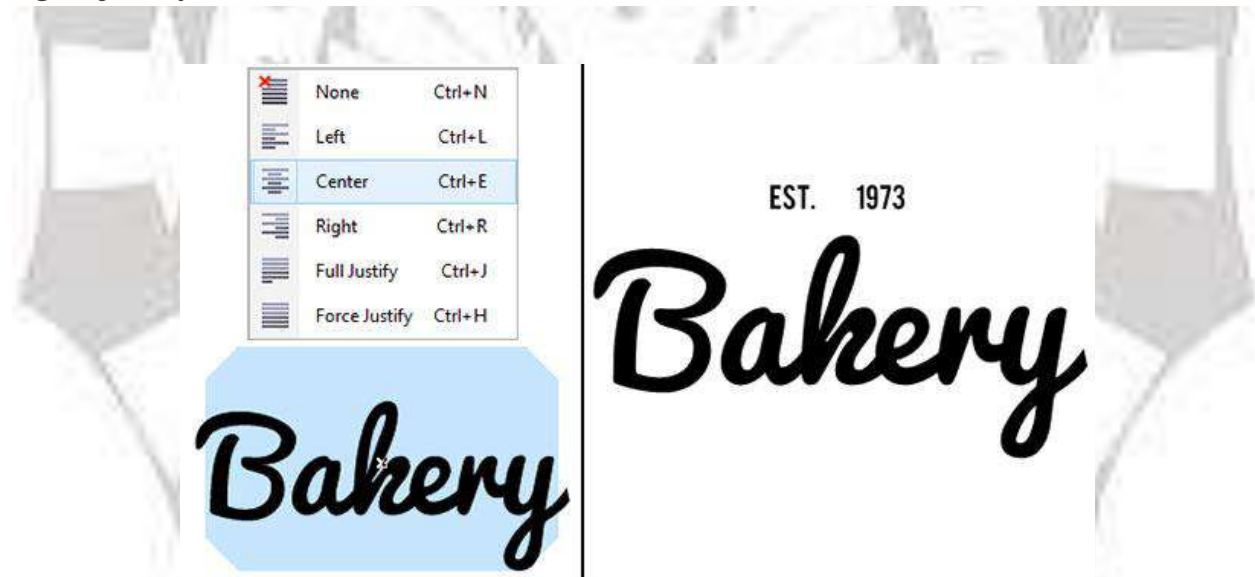 None Ctrl+N
Left Ctrl+L
Center Ctrl+E
Right Ctrl+R
Full Justify Ctrl+J
Force Justify Ctrl+H
Bakery
EST. 1973
Bakery